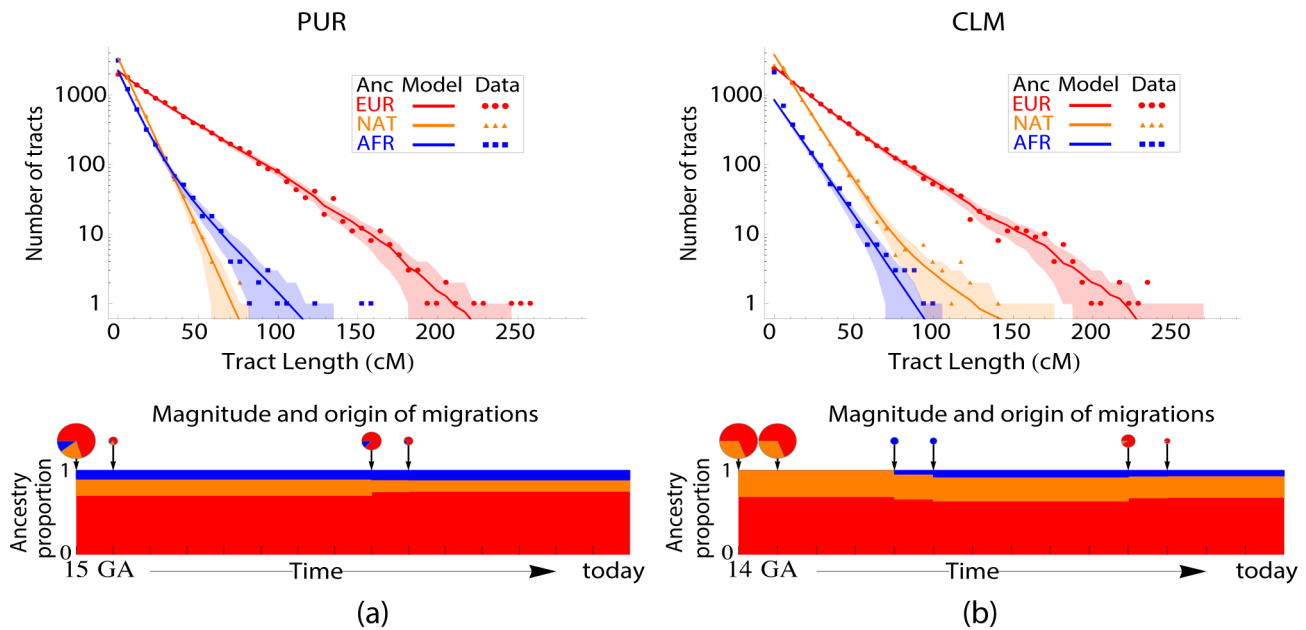 PUR
CLM
Anc Model Data
EUR
NAT
AFR
Number of tracts
1000
100
10
1
0 50 100 150 200 250
Tract Length (cM)
Anc Model Data
EUR
NAT
AFR
Number of tracts
1000
100
10
1
0 50 100 150 200 250
Tract Length (cM)
Magnitude and origin of migrations
Ancestry
proportion
1
0
15 GA Time today
(a)
Magnitude and origin of migrations
Ancestry
proportion
1
0
14 GA Time today
(b)